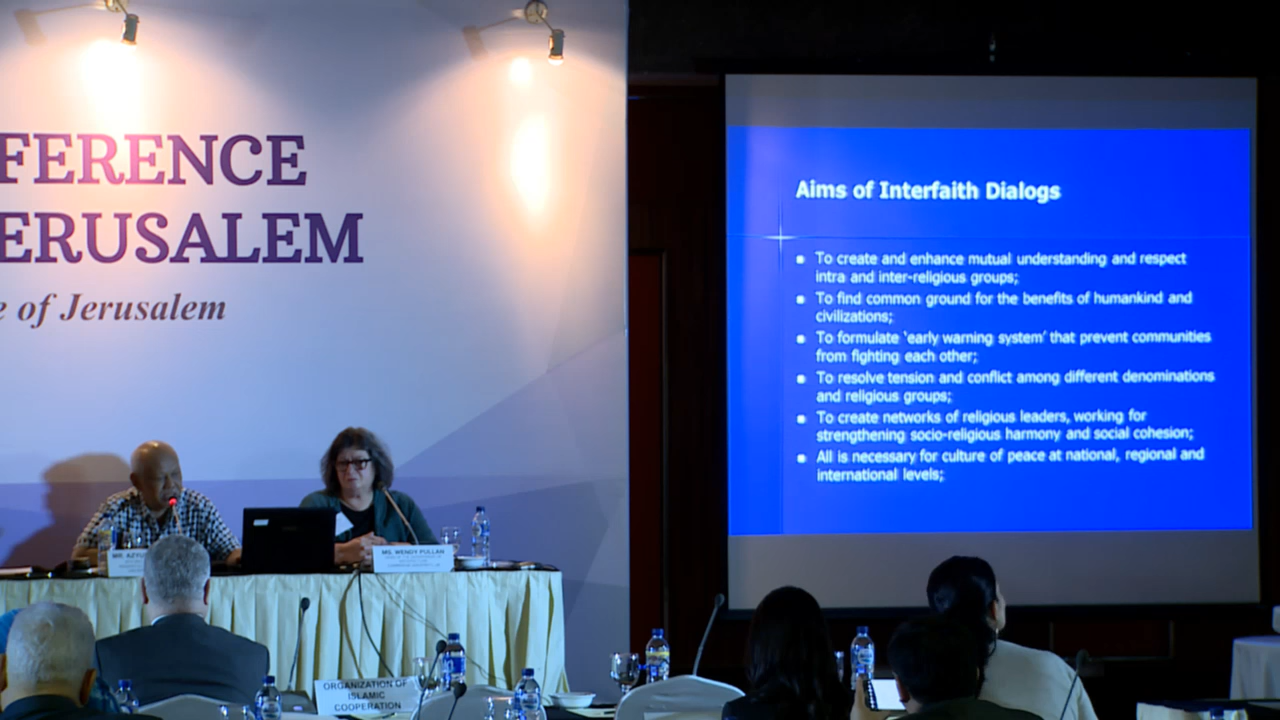 FERENCE
ERUSALEM
e of Jerusalem
Aims of Interfaith Dialogs
To create and enhance mutual understanding and respect
intra and inter-religious groups;
To find common ground for the benefits of humankind and
civilizations;
To formulate ‘early warning system’ that prevent communities
from fighting each other;
To resolve tension and conflict among different denominations
and religious groups;
To create networks of religious leaders, working for
strengthening socio-religious harmony and social cohesion;
All is necessary for culture of peace at national, regional and
international levels;
MR. AZYU
MS. WENDY PULLAN
ORGANIZATION OF
ISLAMIC
COOPERATION